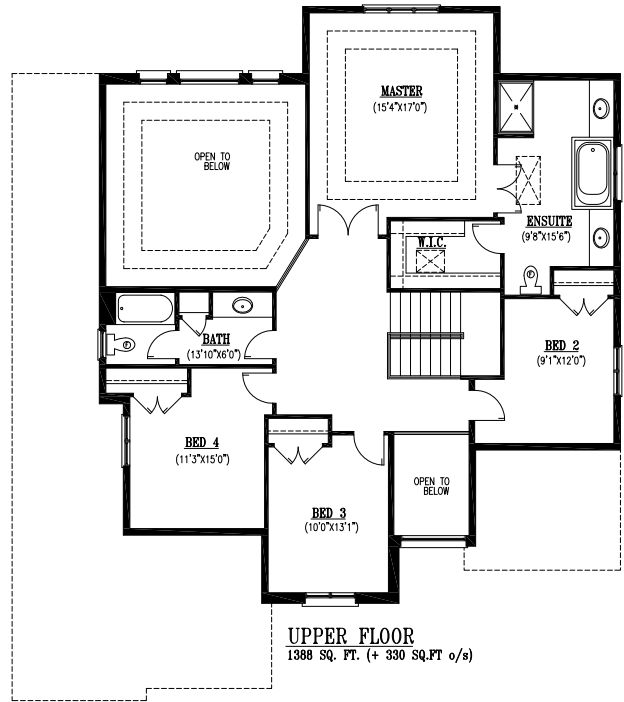 MASTER
(15'4"X17'0")
OPEN TO
BELOW
ENSUITE
(9'8"X15'6")
W.I.C.
BATH
(13'10"X6'0")
BED 2
(9'1"X12'0")
BED 4
(11'3"X15'0")
OPEN TO
BELOW
BED 3
(10'0"X13'1")
UPPER FLOOR
1388 SQ. FT. (+ 330 SQ.FT o/s)